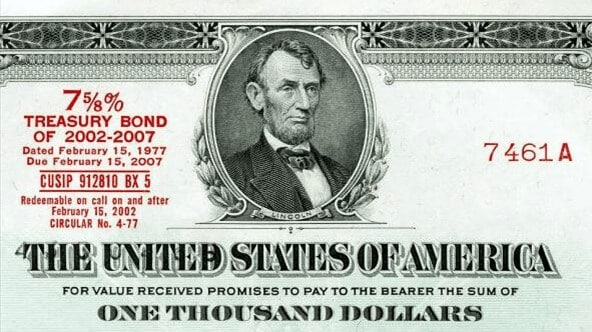 7⅝%
TREASURY BOND
OF 2002-2007
Dated February 15, 1977
Due February 15, 2007
CUSIP 912810 BX 5
Redeemable on call on and after
February 15, 2002
CIRCULAR No. 4-77
LINCOLN
7461A
THE UNITED STATES OF AMERICA
FOR VALUE RECEIVED PROMISES TO PAY TO THE BEARER THE SUM OF
ONE THOUSAND DOLLARS